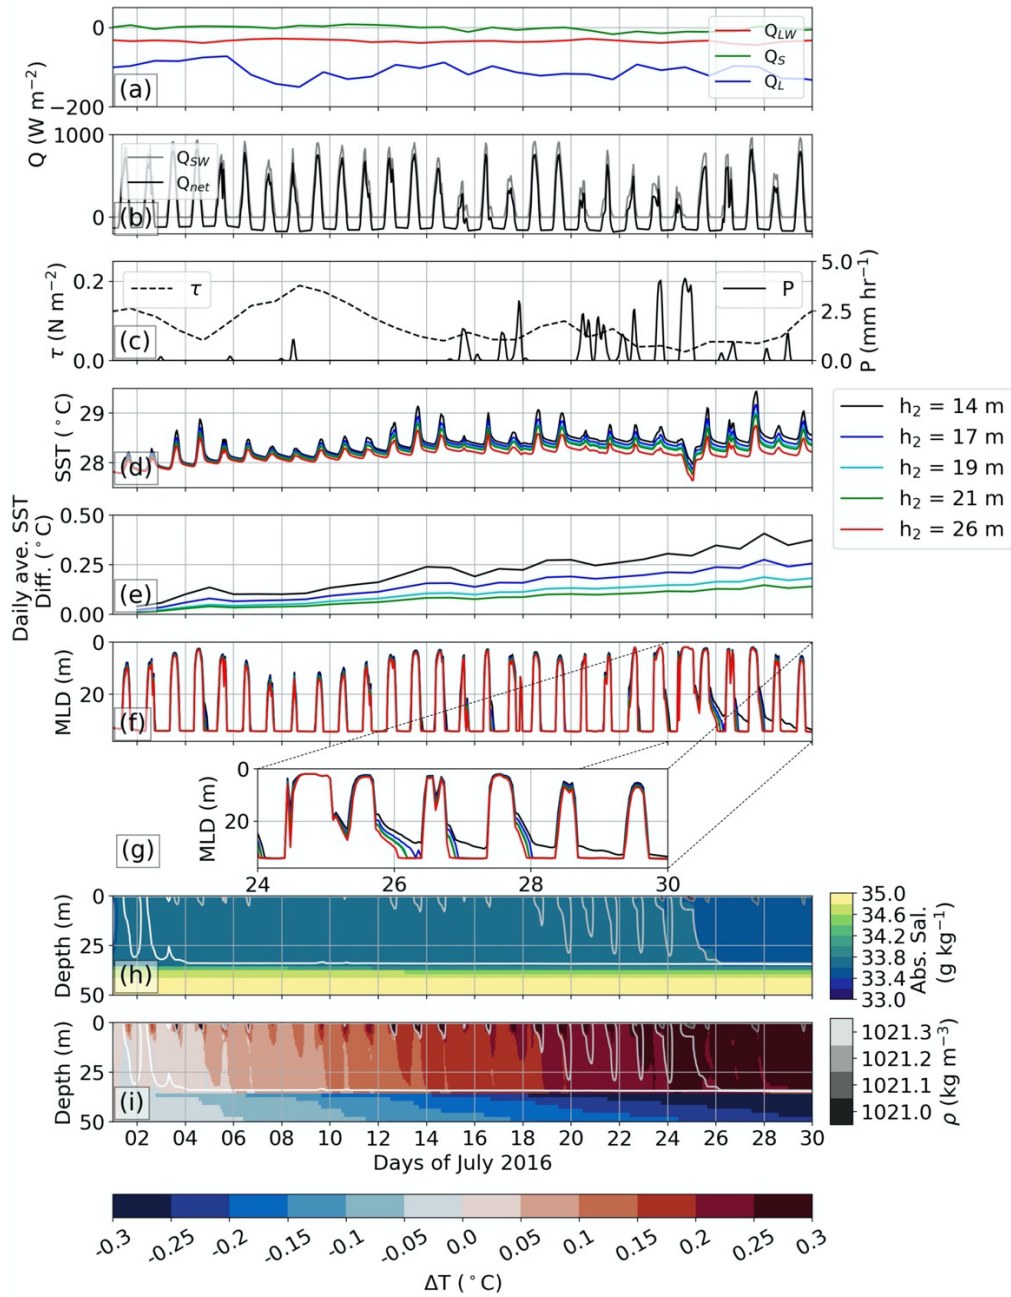 0
−200
Q_LW
Q_S
Q_L
(a)
Q (W m⁻²)
1000
0
Q_SW
Q_net
(b)
τ (N m⁻²)
0.2
0.0
τ
P
5.0
2.5
0.0
P (mm hr⁻¹)
(c)
SST (°C)
29
28
(d)
h₂ = 14 m
h₂ = 17 m
h₂ = 19 m
h₂ = 21 m
h₂ = 26 m
Daily ave. SST
Diff. (°C)
0.50
0.25
0.00
(e)
MLD (m)
0
20
(f)
MLD (m)
0
20
(g)
24 26 28 30
Depth (m)
0
25
50
(h)
35.0
34.6
34.2
33.8
33.4
33.0
Abs. Sal.
(g kg⁻¹)
Depth (m)
0
25
50
(i)
1021.3
1021.2
1021.1
1021.0
ρ (kg m⁻³)
02 04 06 08 10 12 14 16 18 20 22 24 26 28 30
Days of July 2016
-0.3 -0.25 -0.2 -0.15 -0.1 -0.05 0.0 0.05 0.1 0.15 0.2 0.25 0.3
ΔT (°C)